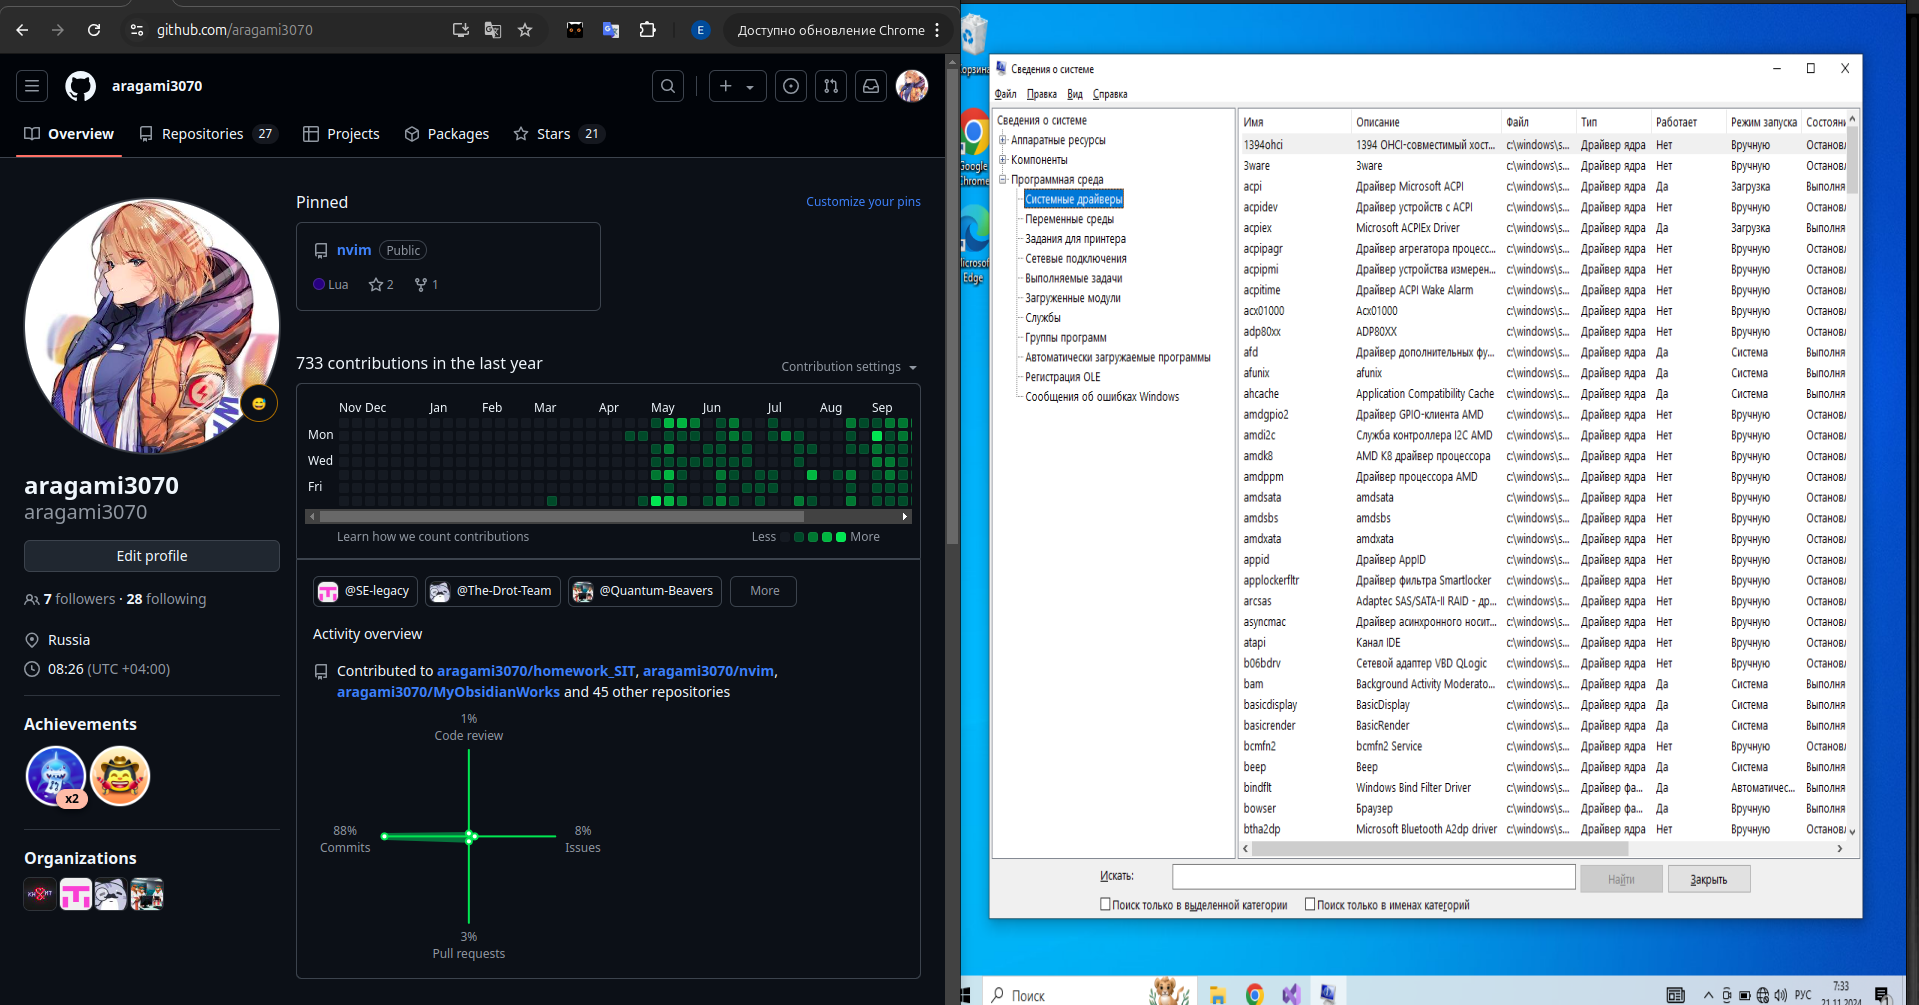 github.com/aragami3070
E
Доступно обновление Chrome
aragami3070
Overview
Repositories 27
Projects
Packages
Stars 21
aragami3070
aragami3070
Edit profile
7 followers · 28 following
Russia
08:26 (UTC +04:00)
Achievements
x2
Organizations
Pinned
Customize your pins
nvim Public
Lua 2 1
733 contributions in the last year
Contribution settings
Nov Dec Jan Feb Mar Apr May Jun Jul Aug Sep
Mon
Wed
Fri
Learn how we count contributions
Less More
@SE-legacy @The-Drot-Team @Quantum-Beavers More
Activity overview
Contributed to aragami3070/homework_SIT, aragami3070/nvim,
aragami3070/MyObsidianWorks and 45 other repositories
1%
Code review
88%
Commits
8%
Issues
3%
Pull requests
Google
Chrome
Microsoft
Edge
Сведения о системе
Файл Правка Вид Справка
Сведения о системе
Аппаратные ресурсы
Компоненты
Программная среда
Системные драйверы
Переменные среды
Задания для принтера
Сетевые подключения
Выполняемые задачи
Загруженные модули
Службы
Группы программ
Автоматически загружаемые программы
Регистрация OLE
Сообщения об ошибках Windows
Имя Описание Файл Тип Работает Режим запуска Состояни
1394ohci 1394 OHCI-совместимый хост... c:\windows\s... Драйвер ядра Нет Вручную Останов
3ware 3ware c:\windows\s... Драйвер ядра Нет Вручную Останов
acpi Драйвер Microsoft ACPI c:\windows\s... Драйвер ядра Да Загрузка Выполня
acpidev Драйвер устройств с ACPI c:\windows\s... Драйвер ядра Нет Вручную Останов
acpiex Microsoft ACPIEx Driver c:\windows\s... Драйвер ядра Да Загрузка Выполня
acpipagr Драйвер агрегатора процесс... c:\windows\s... Драйвер ядра Нет Вручную Останов
acpipmi Драйвер устройства измерен... c:\windows\s... Драйвер ядра Нет Вручную Останов
acpitime Драйвер ACPI Wake Alarm c:\windows\s... Драйвер ядра Нет Вручную Останов
acx01000 Acx01000 c:\windows\s... Драйвер ядра Нет Вручную Останов
adp80xx ADP80XX c:\windows\s... Драйвер ядра Нет Вручную Останов
afd Драйвер дополнительных фу... c:\windows\s... Драйвер ядра Да Система Выполня
afunix afunix c:\windows\s... Драйвер ядра Да Система Выполня
ahcache Application Compatibility Cache c:\windows\s... Драйвер ядра Да Система Выполня
amdgpio2 Драйвер GPIO-клиента AMD c:\windows\s... Драйвер ядра Нет Вручную Останов
amdi2c Служба контроллера I2C AMD c:\windows\s... Драйвер ядра Нет Вручную Останов
amdk8 AMD K8 драйвер процессора c:\windows\s... Драйвер ядра Нет Вручную Останов
amdppm Драйвер процессора AMD c:\windows\s... Драйвер ядра Нет Вручную Останов
amdsata amdsata c:\windows\s... Драйвер ядра Нет Вручную Останов
amdsbs amdsbs c:\windows\s... Драйвер ядра Нет Вручную Останов
amdxata amdxata c:\windows\s... Драйвер ядра Нет Вручную Останов
appid Драйвер AppID c:\windows\s... Драйвер ядра Нет Вручную Останов
applockerfltr Драйвер фильтра Smartlocker c:\windows\s... Драйвер ядра Нет Вручную Останов
arcsas Adaptec SAS/SATA-II RAID - др... c:\windows\s... Драйвер ядра Нет Вручную Останов
asyncmac Драйвер асинхронного носит... c:\windows\s... Драйвер ядра Нет Вручную Останов
atapi Канал IDE c:\windows\s... Драйвер ядра Нет Вручную Останов
b06bdrv Сетевой адаптер VBD QLogic c:\windows\s... Драйвер ядра Нет Вручную Останов
bam Background Activity Moderato... c:\windows\s... Драйвер ядра Да Система Выполня
basicdisplay BasicDisplay c:\windows\s... Драйвер ядра Да Система Выполня
basicrender BasicRender c:\windows\s... Драйвер ядра Да Система Выполня
bcmfn2 bcmfn2 Service c:\windows\s... Драйвер ядра Нет Вручную Останов
beep Beep c:\windows\s... Драйвер ядра Да Система Выполня
bindflt Windows Bind Filter Driver c:\windows\s... Драйвер фа... Да Автоматичес... Выполня
bowser Браузер c:\windows\s... Драйвер фа... Да Вручную Выполня
btha2dp Microsoft Bluetooth A2dp driver c:\windows\s... Драйвер ядра Нет Вручную Останов
Искать: Найти Закрыть
Поиск только в выделенной категории Поиск только в именах категорий
Поиск
РУС
7:33
21.11.2024